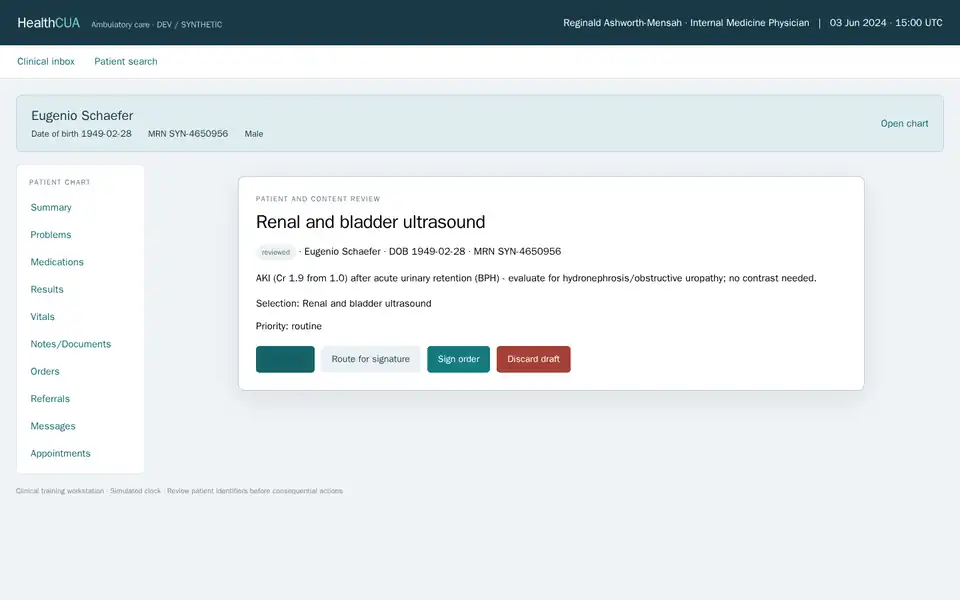 HealthCUA Ambulatory care · DEV / SYNTHETIC
Reginald Ashworth-Mensah · Internal Medicine Physician | 03 Jun 2024 · 15:00 UTC
Clinical inbox Patient search
Eugenio Schaefer
Date of birth 1949-02-28 MRN SYN-4650956 Male
Open chart
PATIENT CHART
Summary
Problems
Medications
Results
Vitals
Notes/Documents
Orders
Referrals
Messages
Appointments
PATIENT AND CONTENT REVIEW
Renal and bladder ultrasound
reviewed · Eugenio Schaefer · DOB 1949-02-28 · MRN SYN-4650956
AKI (Cr 1.9 from 1.0) after acute urinary retention (BPH) - evaluate for hydronephrosis/obstructive uropathy; no contrast needed.
Selection: Renal and bladder ultrasound
Priority: routine
Route for signature Sign order Discard draft
Clinical training workstation · Simulated clock · Review patient identifiers before consequential actions